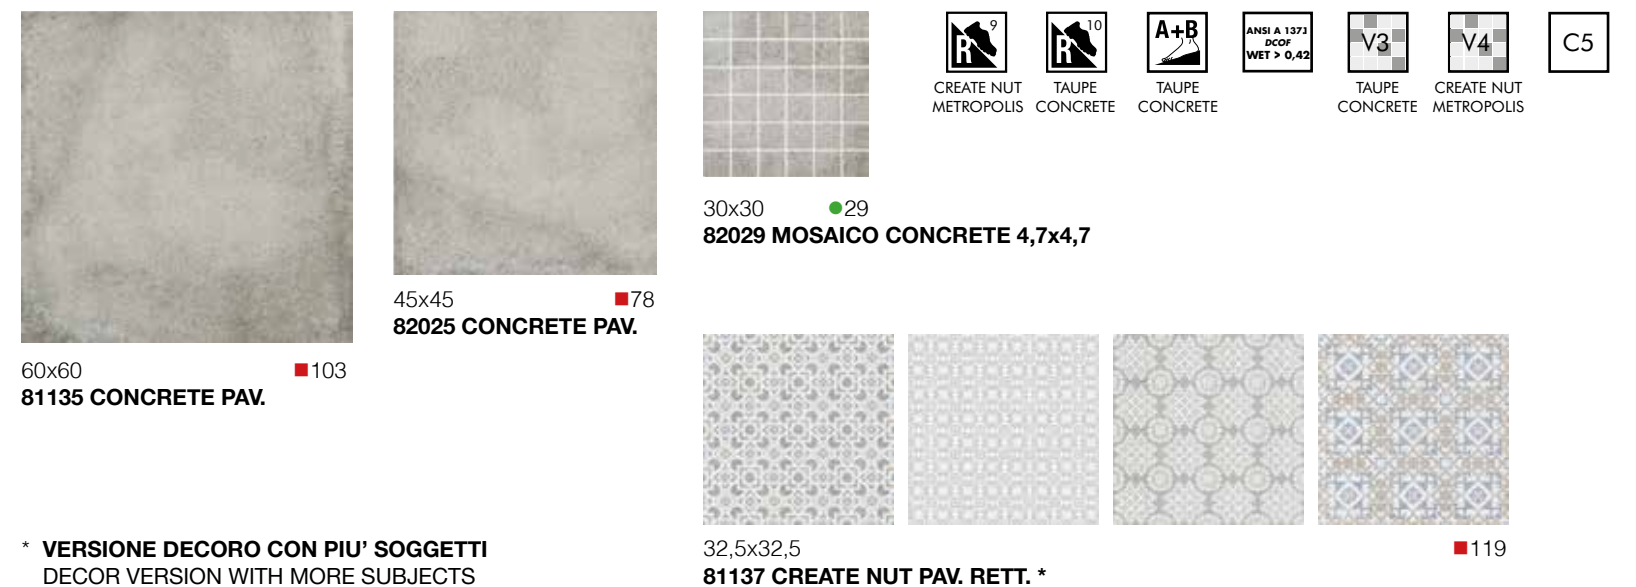 R 9
CREATE NUT
METROPOLIS
R 10
TAUPE
CONCRETE
A+B
TAUPE
CONCRETE
ANSI A 1371
DCOF
WET > 0,42
V3
TAUPE
CONCRETE
V4
CREATE NUT
METROPOLIS
C5
60x60 103
81135 CONCRETE PAV.
45x45 78
82025 CONCRETE PAV.
30x30 29
82029 MOSAICO CONCRETE 4,7x4,7
32,5x32,5 119
81137 CREATE NUT PAV. RETT. *
* VERSIONE DECORO CON PIU’ SOGGETTI
DECOR VERSION WITH MORE SUBJECTS